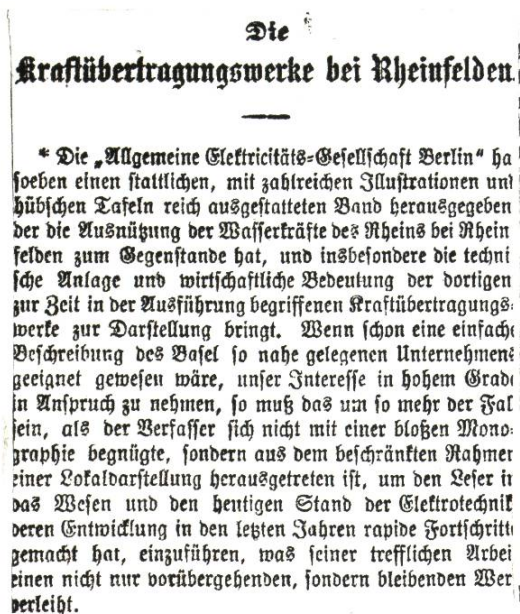 Die
Kraftübertragungswerke bei Rheinfelden.
* Die „Allgemeine Elektricitäts-Gesellschaft Berlin“ ha
soeben einen stattlichen, mit zahlreichen Illustrationen und
hübschen Tafeln reich ausgestatteten Band herausgegeben
der die Ausnützung der Wasserkräfte des Rheins bei Rhein
felden zum Gegenstande hat, und insbesondere die techni
sche Anlage und wirtschaftliche Bedeutung der dortigen
zur Zeit in der Ausführung begriffenen Kraftübertragungs-
werke zur Darstellung bringt. Wenn schon eine einfache
Beschreibung des Basel so nahe gelegenen Unternehmens
geeignet gewesen wäre, unser Interesse in hohem Grade
in Anspruch zu nehmen, so muß das um so mehr der Fal
sein, als der Verfasser sich nicht mit einer bloßen Mono-
graphie begnügte, sondern aus dem beschränkten Rahmen
einer Lokaldarstellung herausgetreten ist, um den Leser in
das Wesen und den heutigen Stand der Elektrotechnik
deren Entwicklung in den letzten Jahren rapide Fortschritte
gemacht hat, einzuführen, was seiner trefflichen Arbei
einen nicht nur vorübergehenden, sondern bleibenden Wer
verleiht.